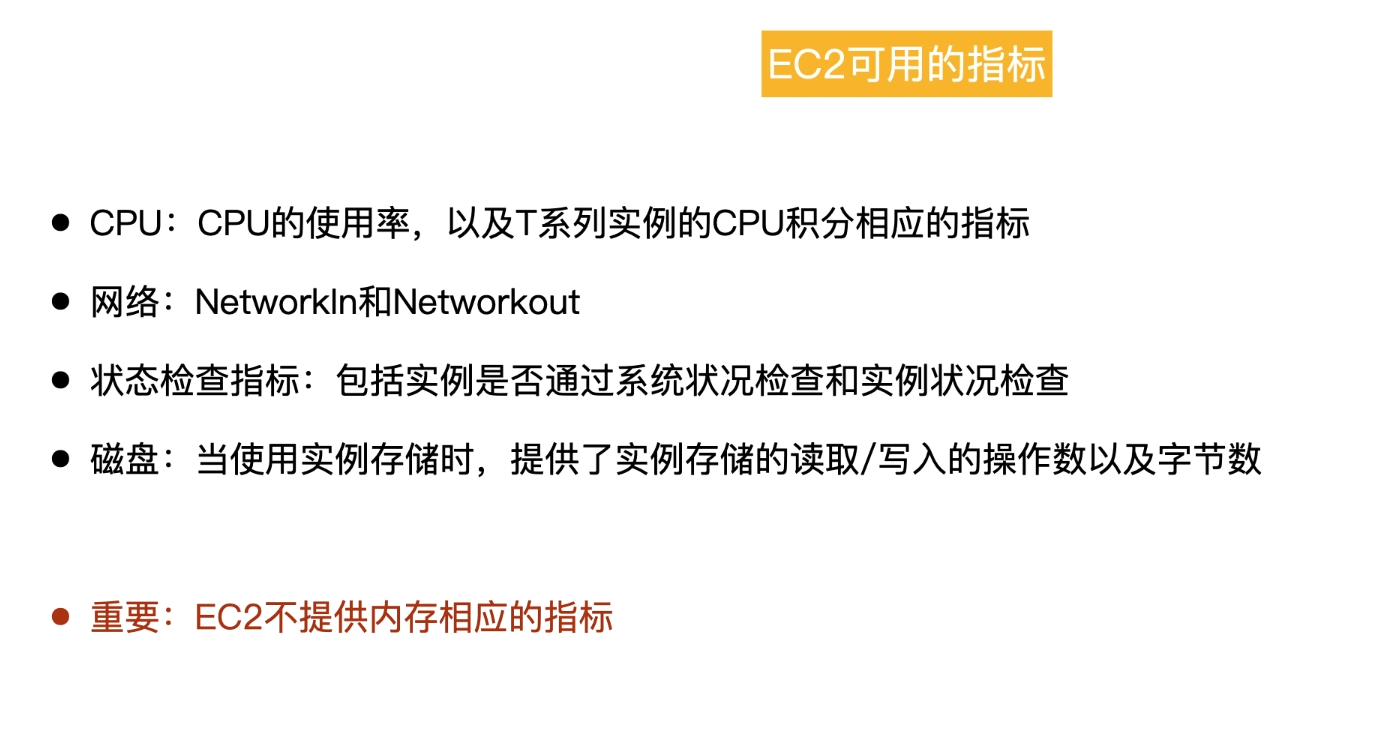 EC2可用的指标
● CPU：CPU的使用率，以及T系列实例的CPU积分相应的指标
● 网络：NetworkIn和Networkout
● 状态检查指标：包括实例是否通过系统状况检查和实例状况检查
● 磁盘：当使用实例存储时，提供了实例存储的读取/写入的操作数以及字节数
● 重要：EC2不提供内存相应的指标